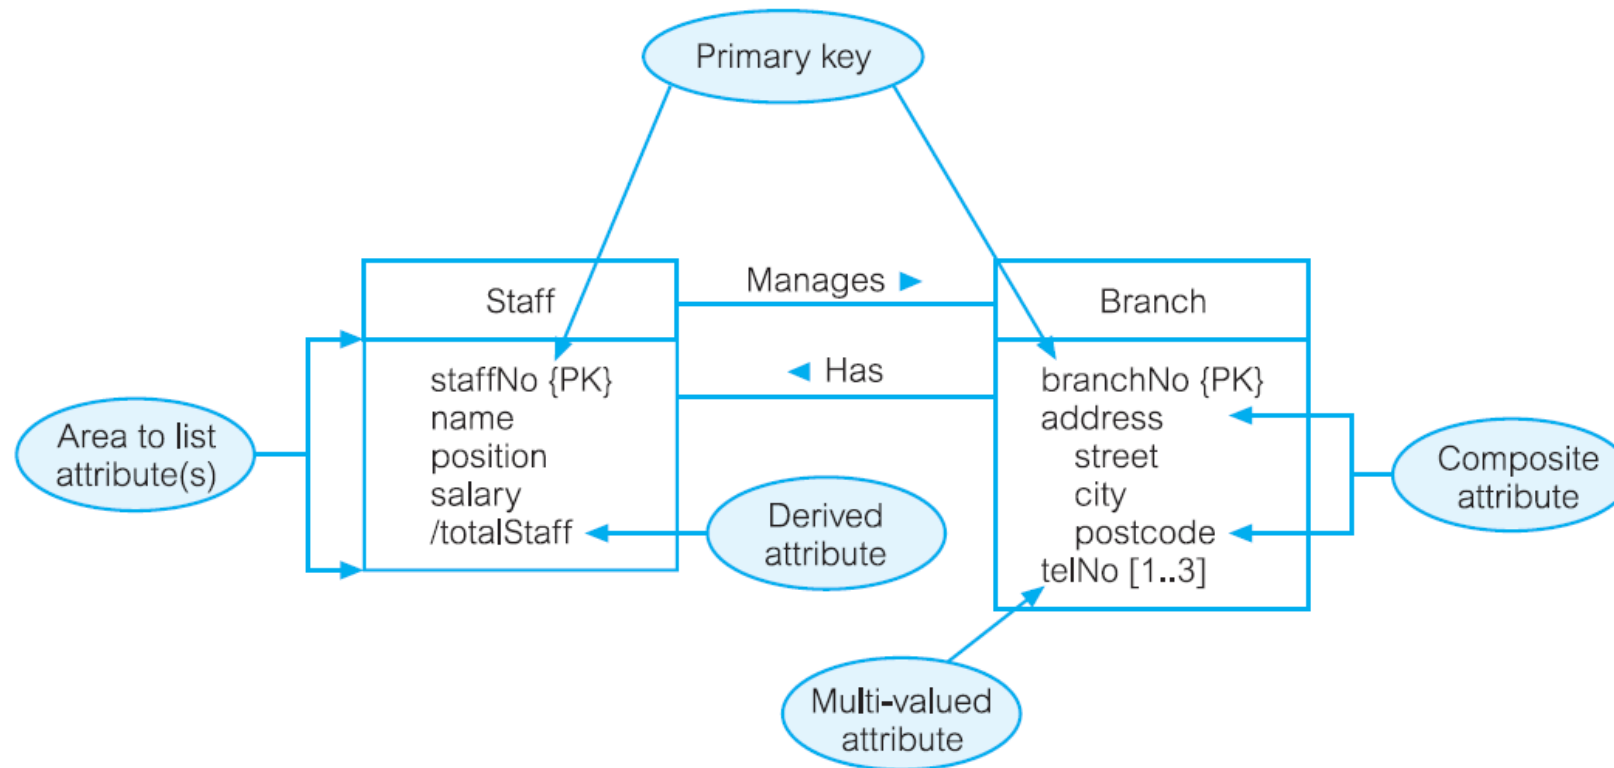 Primary key
Staff
Manages ►
Branch
◄ Has
staffNo {PK}
name
position
salary
/totalStaff
branchNo {PK}
address
street
city
postcode
telNo [1..3]
Area to list
attribute(s)
Derived
attribute
Composite
attribute
Multi-valued
attribute